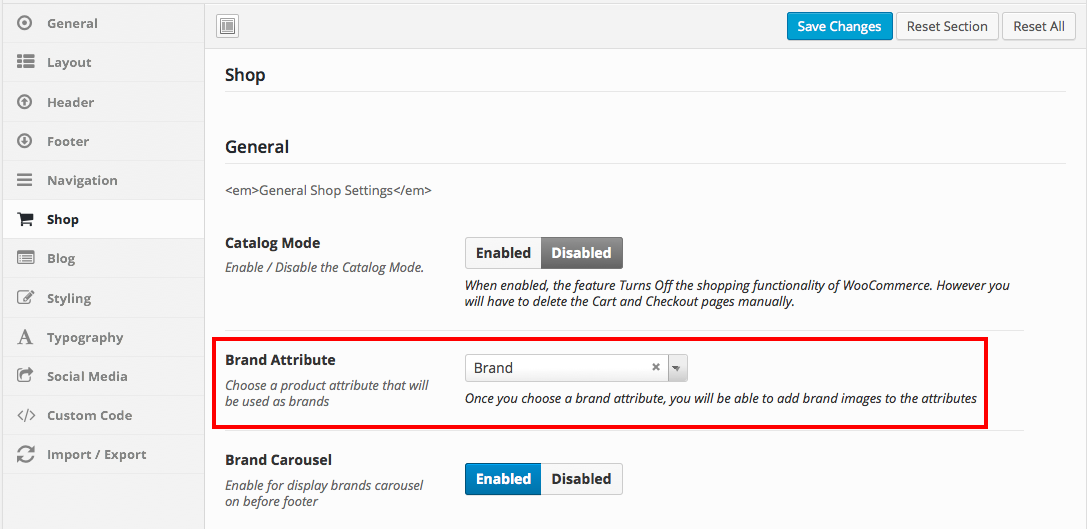 General
Layout
Header
Footer
Navigation
Shop
Blog
Styling
Typography
Social Media
Custom Code
Import / Export
Save Changes
Reset Section
Reset All
Shop
General
<em>General Shop Settings</em>
Catalog Mode
Enable / Disable the Catalog Mode.
Enabled
Disabled
When enabled, the feature Turns Off the shopping functionality of WooCommerce. However you
will have to delete the Cart and Checkout pages manually.
Brand Attribute
Choose a product attribute that will
be used as brands
Brand
Once you choose a brand attribute, you will be able to add brand images to the attributes
Brand Carousel
Enable for display brands carousel
on before footer
Enabled
Disabled